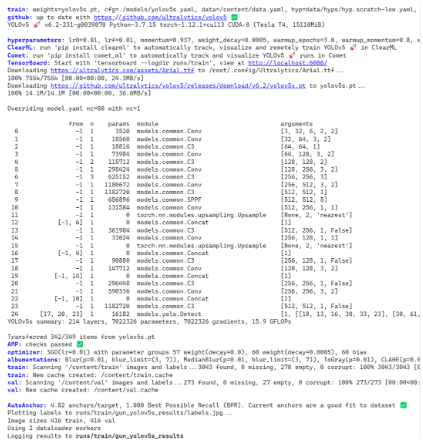 train: weights=yolov5s.pt, cfg=./models/yolov5s.yaml, data=/content/data.yaml, hyp=data/hyps/hyp.scratch-low.yaml,
github: up to date with https://github.com/ultralytics/yolov5 ✅
YOLOv5 🚀 Python-3.7.15 torch-1.12.1+cu113 CUDA:0 (Tesla T4, 15110MiB)
hyperparameters: lr0=0.01, lrf=0.01, momentum=0.937, weight_decay=0.0005, warmup_epochs=3.0, warmup_momentum=0.8,
ClearML: run 'pip install clearml' to automatically track, visualize and remotely train YOLOv5 🚀 in ClearML
Comet: run 'pip install comet_ml' to automatically track and visualize YOLOv5 🚀 runs in Comet
TensorBoard: Start with 'tensorboard --logdir runs/train', view at http://localhost:6006/
Downloading https://ultralytics.com/assets/Arial.ttf to /root/.config/Ultralytics/Arial.ttf...
100% 755k/755k [00:00<00:00, 24.3MB/s]
Downloading https://github.com/ultralytics/yolov5/releases/download/v6.2/yolov5s.pt to yolov5s.pt...
100% 14.1M/14.1M [00:00<00:00, 36.6MB/s]
Overriding model.yaml nc=80 with nc=1
from n params module arguments
0 -1 1 3520 models.common.Conv [3, 32, 6, 2, 2]
1 -1 1 18560 models.common.Conv [32, 64, 3, 2]
2 -1 1 18816 models.common.C3 [64, 64, 1]
3 -1 1 73984 models.common.Conv [64, 128, 3, 2]
4 -1 2 115712 models.common.C3 [128, 128, 2]
5 -1 1 295424 models.common.Conv [128, 256, 3, 2]
6 -1 3 625152 models.common.C3 [256, 256, 3]
7 -1 1 1180672 models.common.Conv [256, 512, 3, 2]
8 -1 1 1182720 models.common.C3 [512, 512, 1]
9 -1 1 656896 models.common.SPPF [512, 512, 5]
10 -1 1 131584 models.common.Conv [512, 256, 1, 1]
11 -1 1 0 torch.nn.modules.upsampling.Upsample [None, 2, 'nearest']
12 [-1, 6] 1 0 models.common.Concat [1]
13 -1 1 361984 models.common.C3 [512, 256, 1, False]
14 -1 1 33024 models.common.Conv [256, 128, 1, 1]
15 -1 1 0 torch.nn.modules.upsampling.Upsample [None, 2, 'nearest']
16 [-1, 4] 1 0 models.common.Concat [1]
17 -1 1 90880 models.common.C3 [256, 128, 1, False]
18 -1 1 147712 models.common.Conv [128, 128, 3, 2]
19 [-1, 14] 1 0 models.common.Concat [1]
20 -1 1 296448 models.common.C3 [256, 256, 1, False]
21 -1 1 590336 models.common.Conv [256, 256, 3, 2]
22 [-1, 10] 1 0 models.common.Concat [1]
23 -1 1 1182720 models.common.C3 [512, 512, 1, False]
24 [17, 20, 23] 1 16182 models.yolo.Detect [1, [[10, 13, 16, 30, 33, 23], [30, 61,
YOLOv5s summary: 214 layers, 7022326 parameters, 7022326 gradients, 15.9 GFLOPs
Transferred 342/349 items from yolov5s.pt
AMP: checks passed ✅
optimizer: SGD(lr=0.01) with parameter groups 57 weight(decay=0.0), 60 weight(decay=0.0005), 60 bias
albumentations: Blur(p=0.01, blur_limit=(3, 7)), MedianBlur(p=0.01, blur_limit=(3, 7)), ToGray(p=0.01), CLAHE(p=0.0
train: Scanning '/content/train' images and labels...3043 found, 0 missing, 278 empty, 0 corrupt: 100% 3043/3043
train: New cache created: /content/train.cache
val: Scanning '/content/val' images and labels...273 found, 0 missing, 27 empty, 0 corrupt: 100% 273/273 [00:00<00:
val: New cache created: /content/val.cache
AutoAnchor: 4.82 anchors/target, 1.000 Best Possible Recall (BPR). Current anchors are a good fit to dataset ✅
Plotting labels to runs/train/gun_yolov5s_results/labels.jpg...
Image sizes 416 train, 416 val
Using 2 dataloader workers
Logging results to runs/train/gun_yolov5s_results